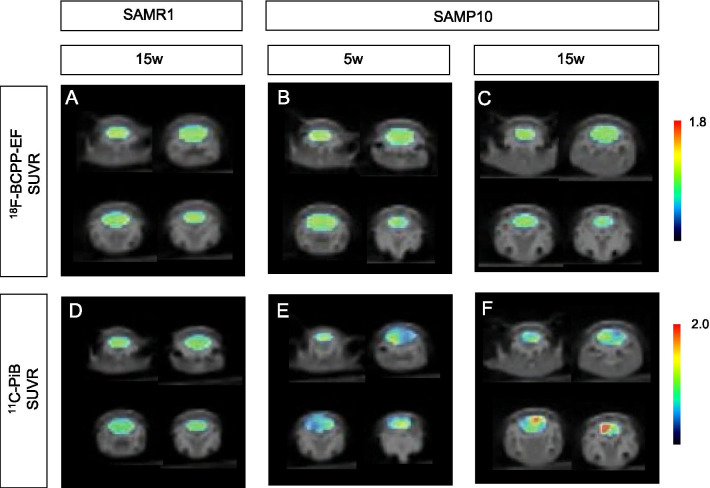 SAMR1
SAMP10
15w
5w
15w
¹⁸F-BCPP-EF
SUVR
A
B
C
1.8
¹¹C-PiB
SUVR
D
E
F
2.0